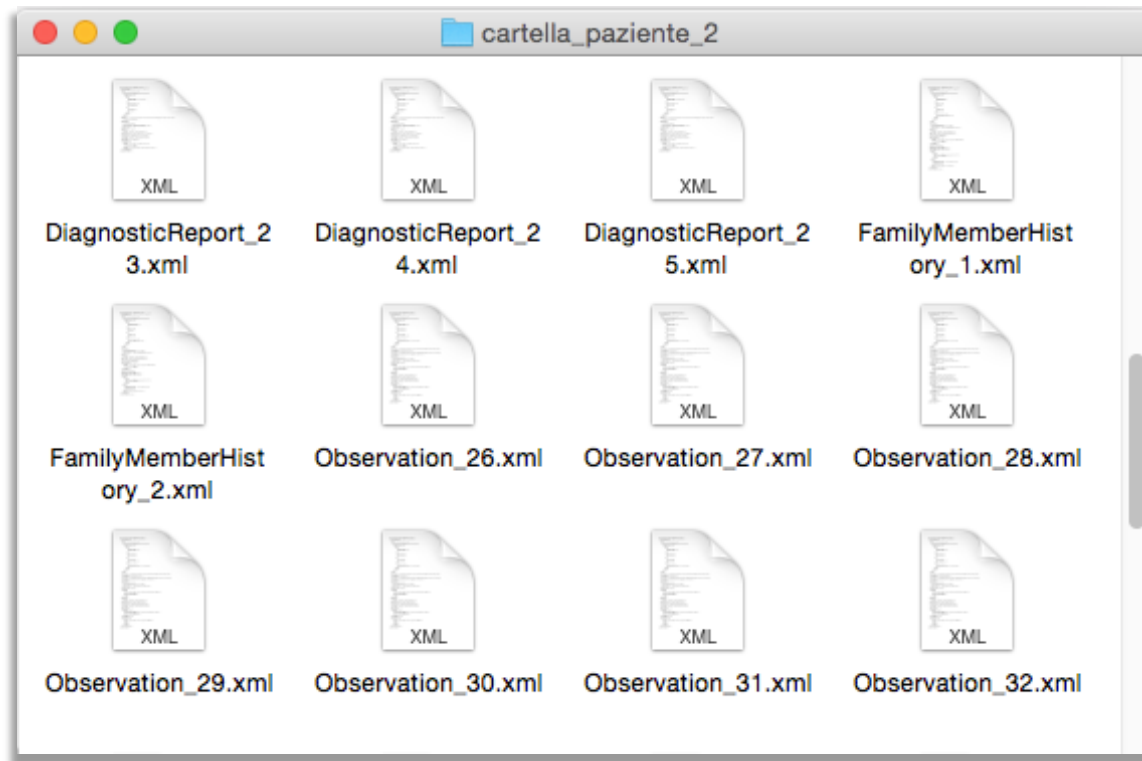 cartella_paziente_2
XML XML XML XML
DiagnosticReport_2 DiagnosticReport_2 DiagnosticReport_2 FamilyMemberHist
3.xml 4.xml 5.xml ory_1.xml
XML XML XML XML
FamilyMemberHist Observation_26.xml Observation_27.xml Observation_28.xml
ory_2.xml
XML XML XML XML
Observation_29.xml Observation_30.xml Observation_31.xml Observation_32.xml